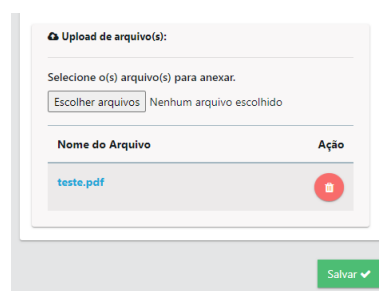 Upload de arquivo(s):
Selecione o(s) arquivo(s) para anexar.
Escolher arquivos Nenhum arquivo escolhido
Nome do Arquivo Ação
teste.pdf
Salvar